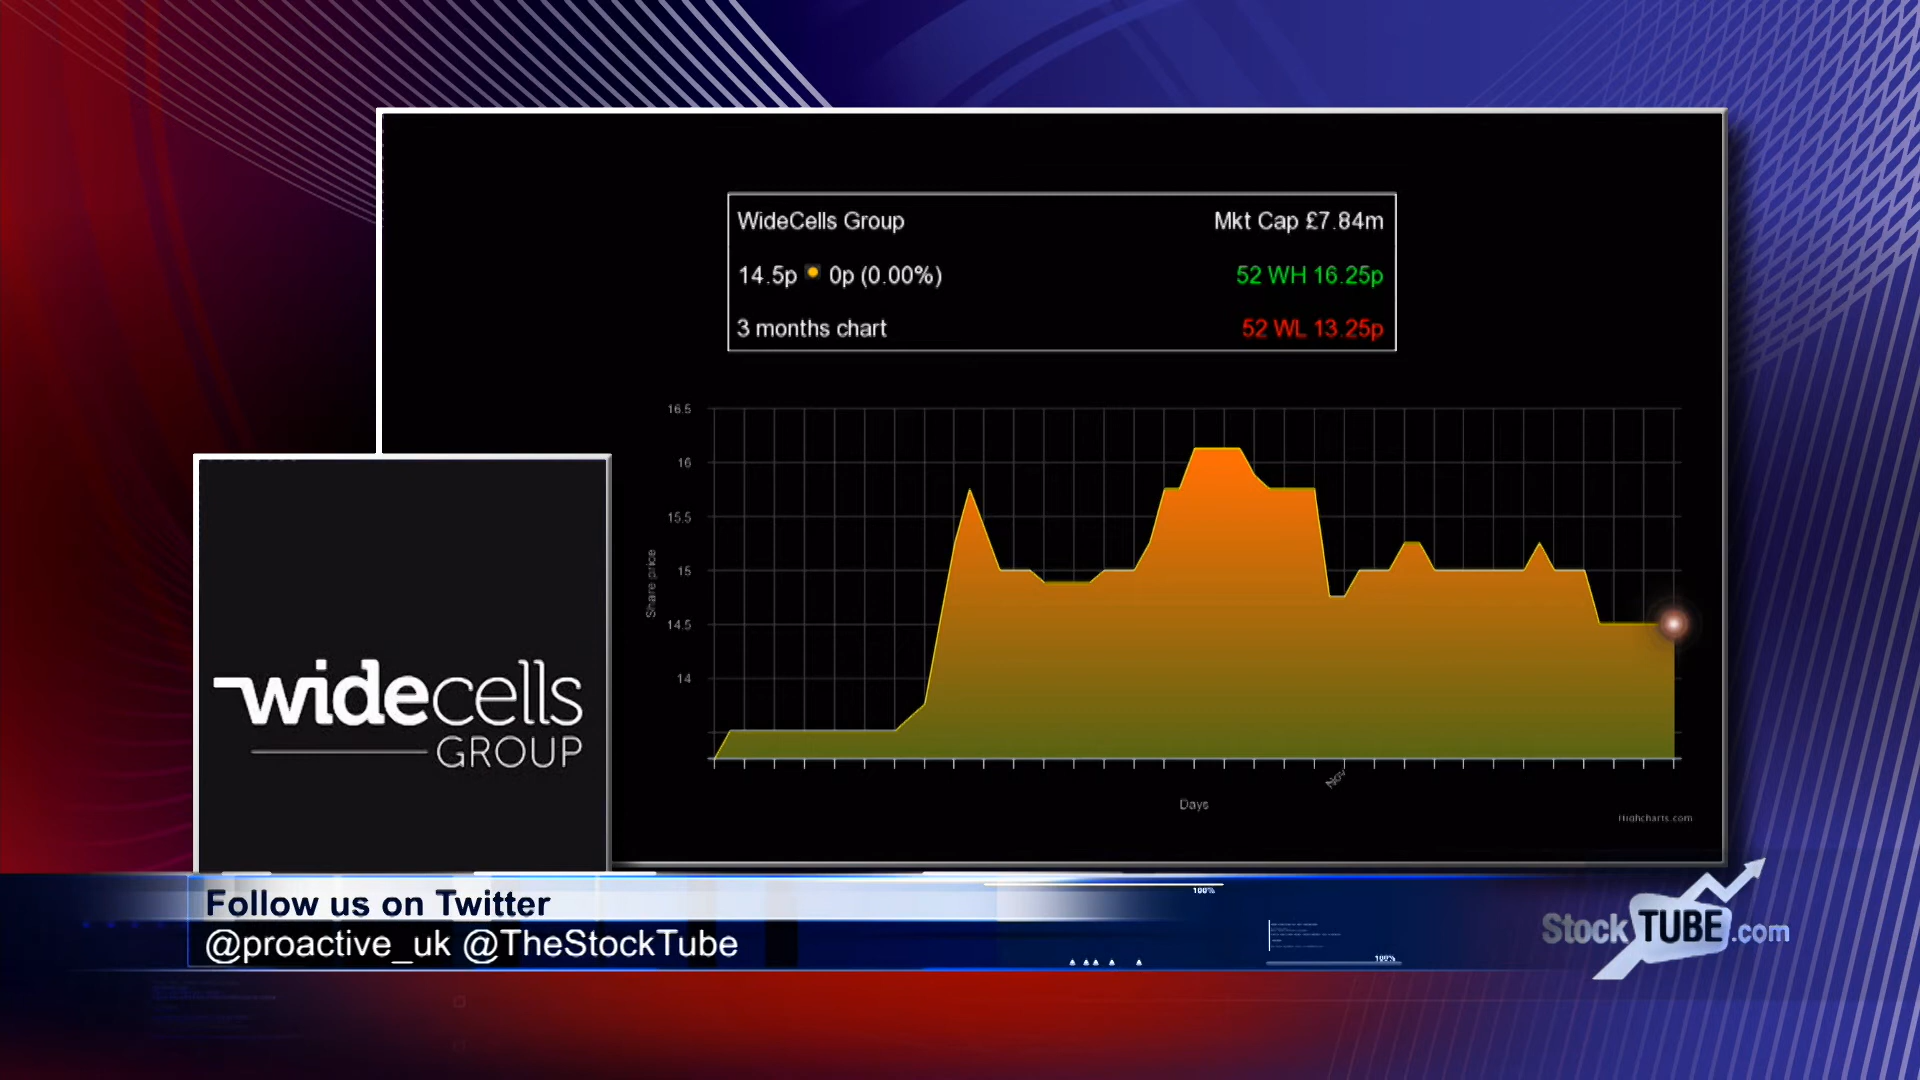 WideCells Group
Mkt Cap £7.84m
14.5p 0p (0.00%)
52 WH 16.25p
3 months chart
52 WL 13.25p
16.5
16
15.5
15
14.5
14
Share price
Nov
Days
Highcharts.com
widecells
GROUP
Follow us on Twitter
@proactive_uk @TheStockTube
100%
100%
StockTUBE.com